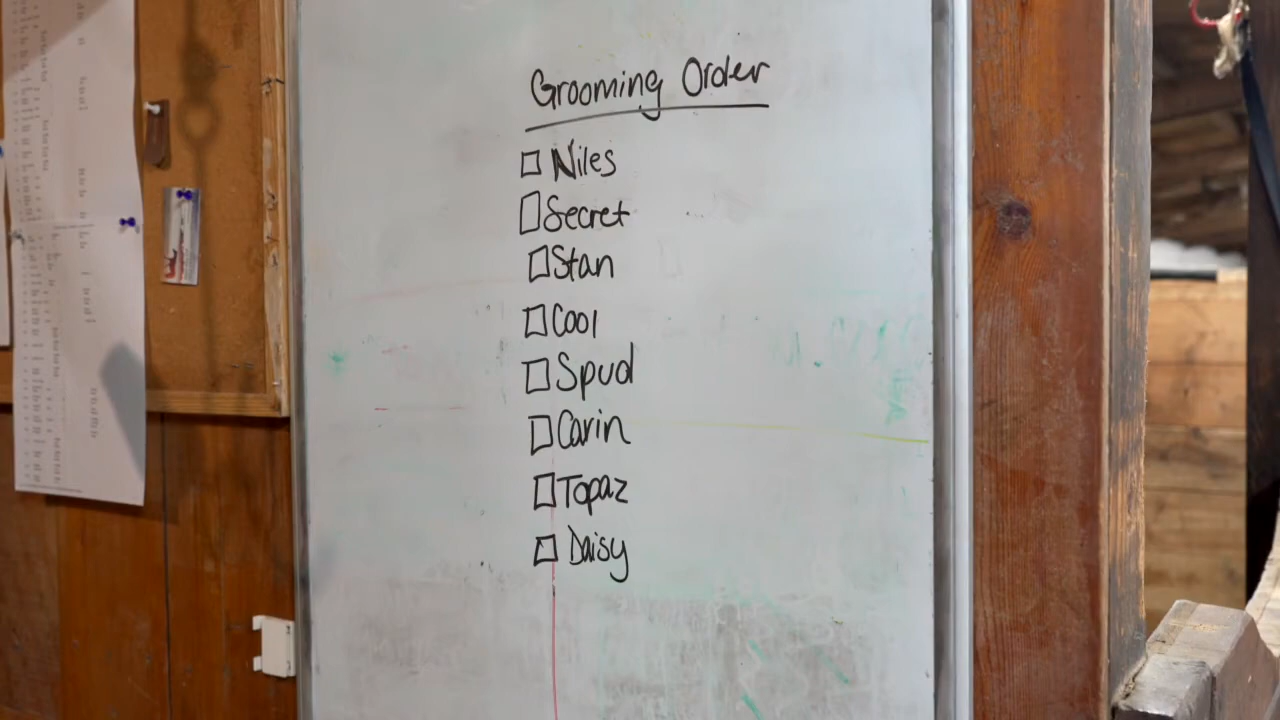 Grooming Order
☐ Niles
☐ Secret
☐ Stan
☐ Cool
☐ Spud
☐ Carin
☐ Topaz
☐ Daisy